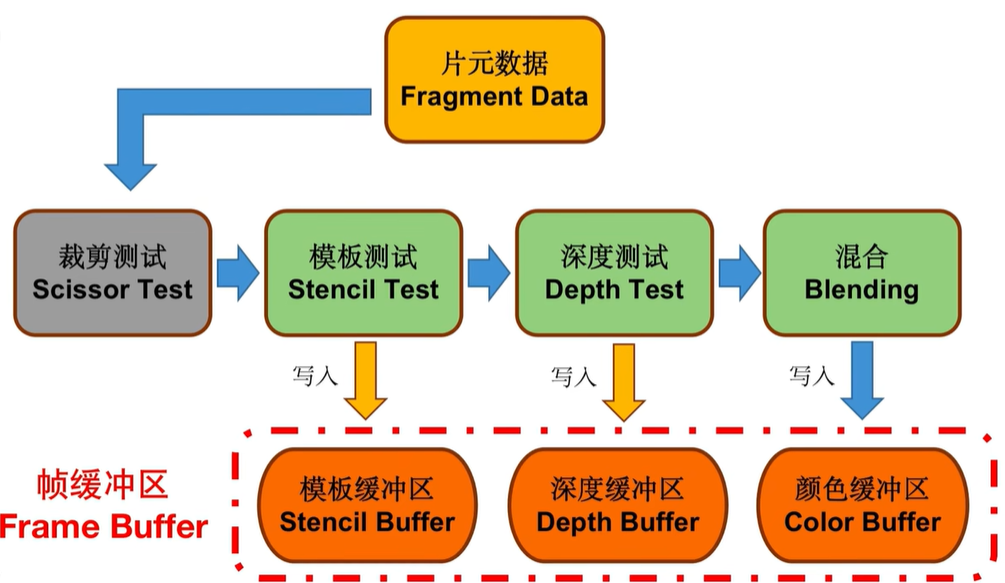 片元数据
Fragment Data
裁剪测试
Scissor Test
模板测试
Stencil Test
深度测试
Depth Test
混合
Blending
写入
写入
写入
帧缓冲区
Frame Buffer
模板缓冲区
Stencil Buffer
深度缓冲区
Depth Buffer
颜色缓冲区
Color Buffer